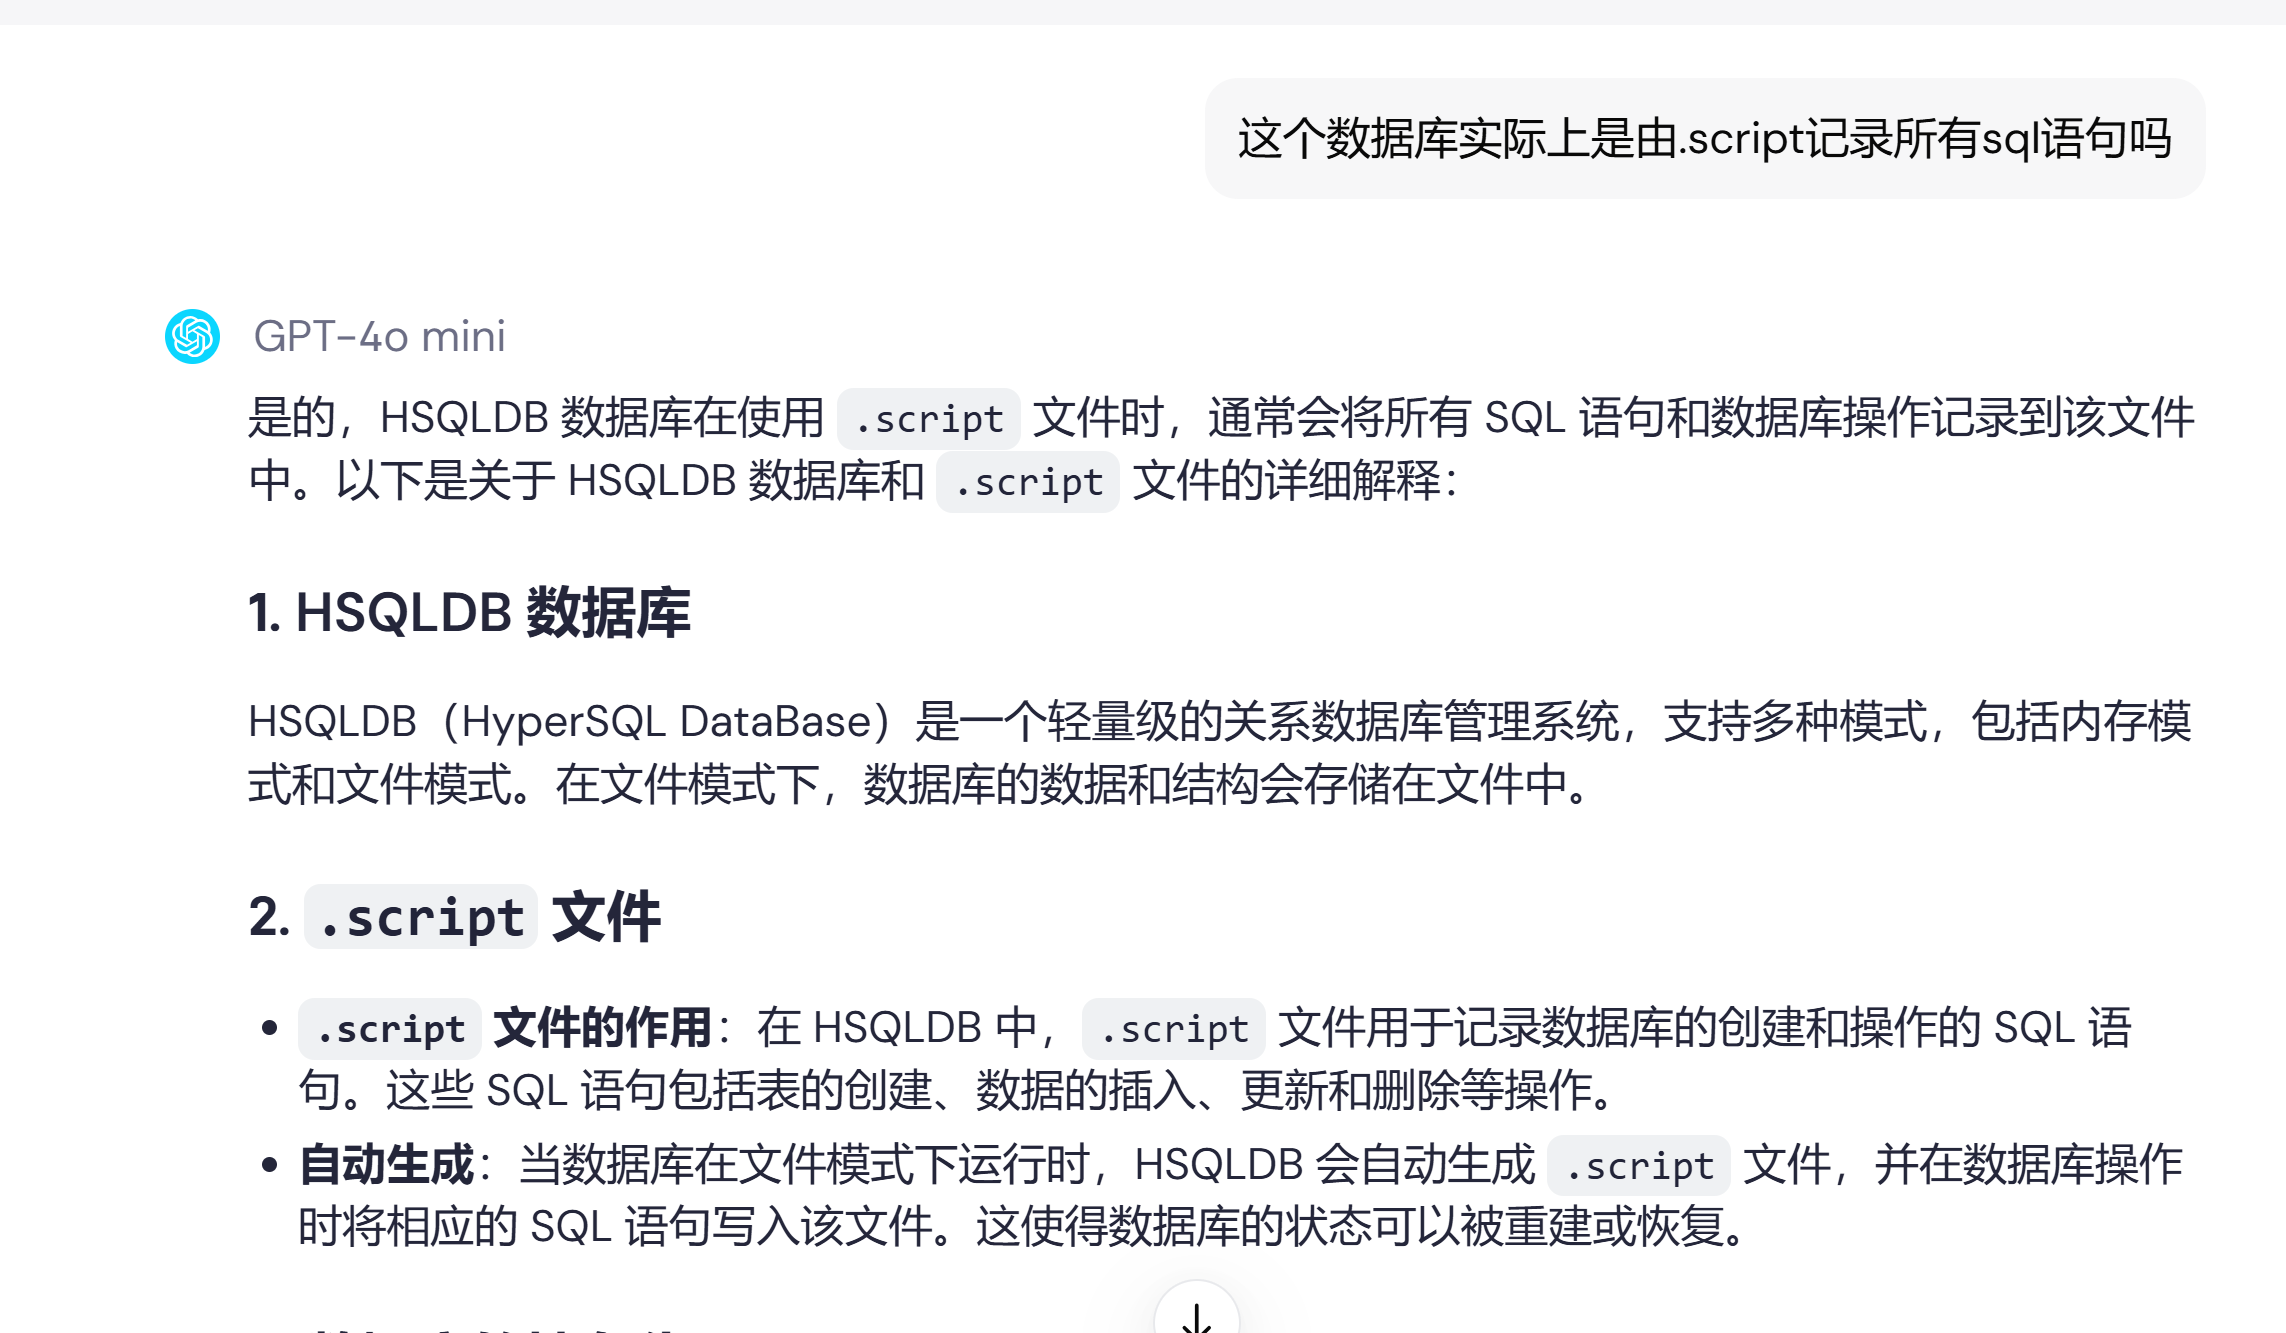 这个数据库实际上是由.script记录所有sql语句吗
GPT-4o mini
是的，HSQLDB 数据库在使用 .script 文件时，通常会将所有 SQL 语句和数据库操作记录到该文件
中。以下是关于 HSQLDB 数据库和 .script 文件的详细解释：
1. HSQLDB 数据库
HSQLDB（HyperSQL DataBase）是一个轻量级的关系数据库管理系统，支持多种模式，包括内存模
式和文件模式。在文件模式下，数据库的数据和结构会存储在文件中。
2. .script 文件
• .script 文件的作用：在 HSQLDB 中， .script 文件用于记录数据库的创建和操作的 SQL 语
句。这些 SQL 语句包括表的创建、数据的插入、更新和删除等操作。
• 自动生成：当数据库在文件模式下运行时，HSQLDB 会自动生成 .script 文件，并在数据库操作
时将相应的 SQL 语句写入该文件。这使得数据库的状态可以被重建或恢复。